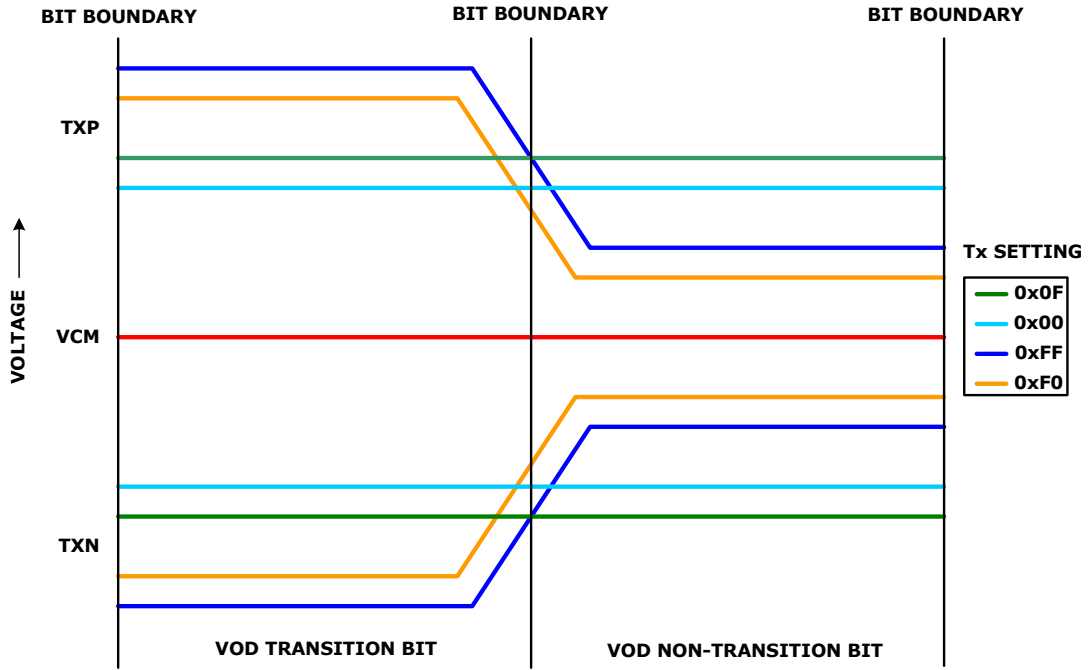 BIT BOUNDARY
BIT BOUNDARY
BIT BOUNDARY
TXP
VOLTAGE
VCM
TXN
Tx SETTING
0x0F
0x00
0xFF
0xF0
VOD TRANSITION BIT
VOD NON-TRANSITION BIT